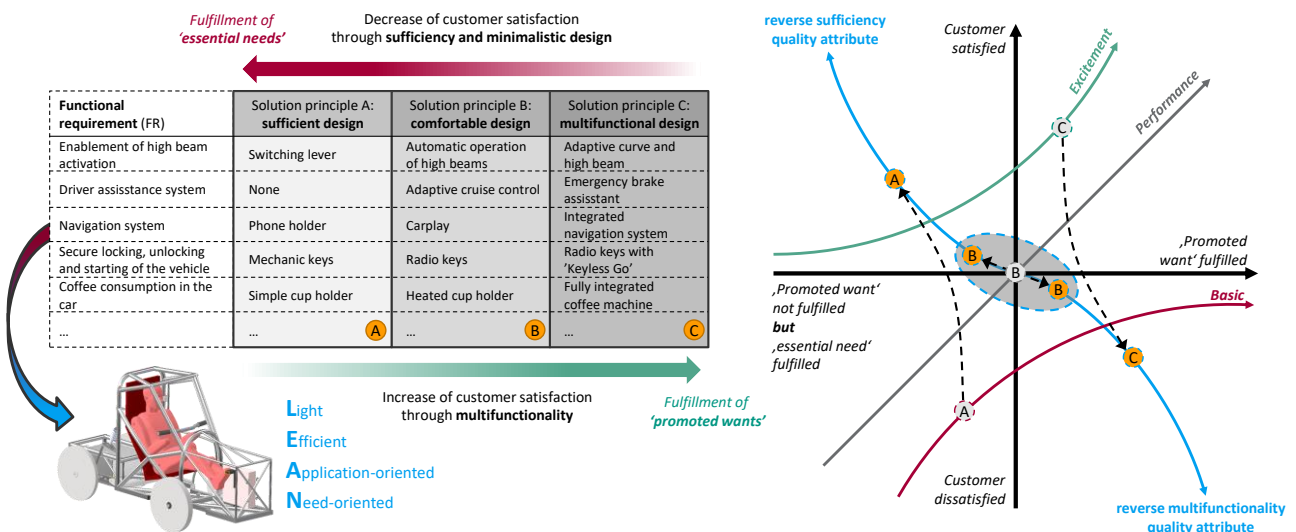 Fulfillment of
‘essential needs’
Decrease of customer satisfaction
through sufficiency and minimalistic design
Functional
requirement (FR)
Solution principle A:
sufficient design
Solution principle B:
comfortable design
Solution principle C:
multifunctional design
Enablement of high beam
activation
Switching lever
Automatic operation
of high beams
Adaptive curve and
high beam
Driver assistance system
None
Adaptive cruise control
Emergency brake
assistant
Navigation system
Phone holder
Carplay
Integrated
navigation system
Secure locking, unlocking
and starting of the vehicle
Mechanic keys
Radio keys
Radio keys with
’Keyless Go’
Coffee consumption in the
car
Simple cup holder
Heated cup holder
Fully integrated
coffee machine
...
...
A
...
B
...
C
Increase of customer satisfaction
through multifunctionality
Fulfillment of
‘promoted wants’
Light
Efficient
Application-oriented
Need-oriented
reverse sufficiency
quality attribute
Customer
satisfied
Excitement
Performance
C
A
B
B
B
‚Promoted
want‘ fulfilled
‚Promoted want‘
not fulfilled
but
‚essential need‘
fulfilled
Basic
C
A
Customer
dissatisfied
reverse multifunctionality
quality attribute